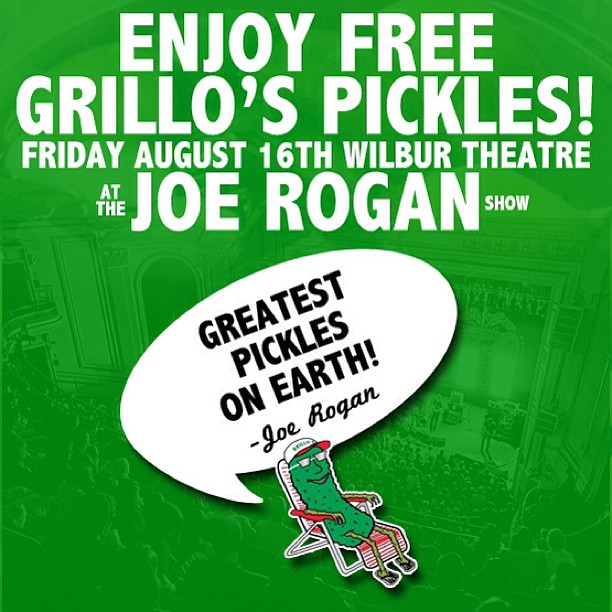 ENJOY FREE
GRILLO'S PICKLES!
FRIDAY AUGUST 16TH WILBUR THEATRE
AT THE JOE ROGAN SHOW
GREATEST
PICKLES
ON EARTH!
-Joe Rogan